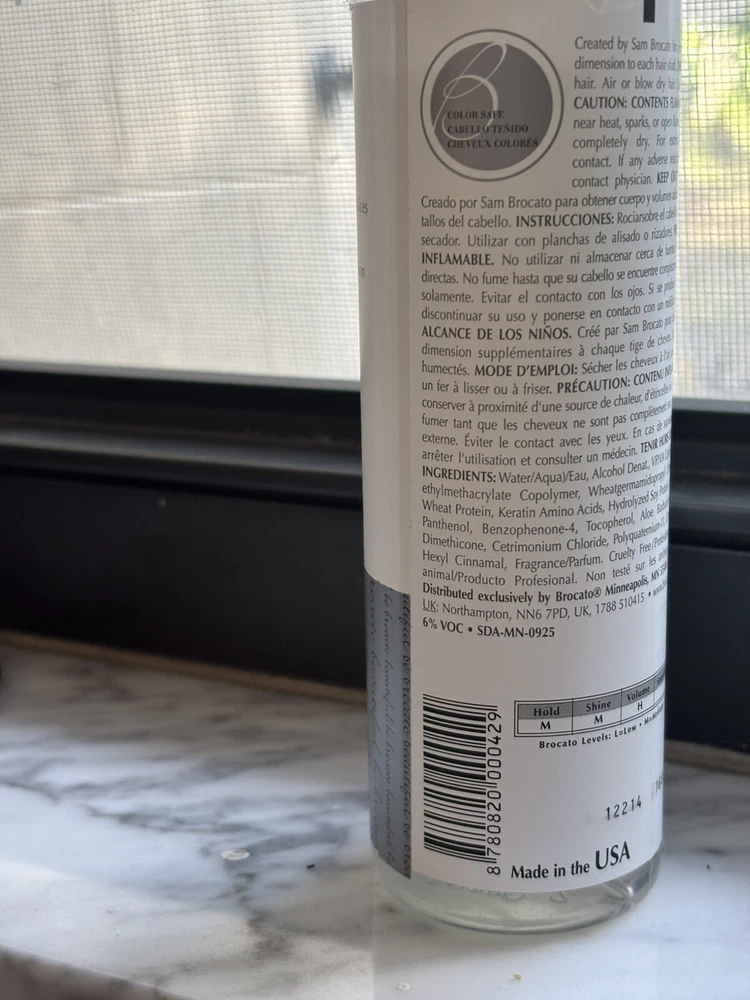 COLOR SAFE
CABELLO TEÑIDO
CHEVEUX COLORÉS
Created by Sam Brocato
dimension to each hair
hair. Air or blow dry
CAUTION: CONTENTS
near heat, sparks, or
completely dry. For
contact. If any adverse
contact physician. KEEP
Creado por Sam Brocato para obtener cuerpo y volumen
tallos del cabello. INSTRUCCIONES: Rociarsobre el
secador. Utilizar con planchas de alisado o rizadores.
INFLAMABLE. No utilizar ni almacenar cerca de
directas. No fume hasta que su cabello se encuentre
solamente. Evitar el contacto con los ojos. Si se
discontinuar su uso y ponerse en contacto con un
ALCANCE DE LOS NIÑOS. Créé par Sam Brocato
dimension supplémentaires à chaque tige de
humectés. MODE D'EMPLOI: Sécher les cheveux à
un fer à lisser ou à friser. PRÉCAUTION: CONTENU
conserver à proximité d'une source de chaleur,
fumer tant que les cheveux ne sont pas complètement
externe. Éviter le contact avec les yeux. En cas de
arrêter l'utilisation et consulter un médecin. TENIR
INGREDIENTS: Water/Aqua)/Eau, Alcohol Denat., VP/VA
ethylmethacrylate Copolymer,
Wheat Protein, Keratin Amino Acids, Hydrolyzed Soy
Panthenol, Benzophenone-4, Tocopherol, Aloe
Dimethicone, Cetrimonium Chloride,
Hexyl Cinnamal, Fragrance/Parfum. Cruelty Free
animal/Producto Profesional. Non testé sur les
Distributed exclusively by Brocato® Minneapolis, MN
UK: Northampton, NN6 7PD, UK, 1788 510415 •
6% VOC • SDA-MN-0925
Hold Shine Volume
M M H
Brocato Levels: L=Low •
12214
8 780820 000429
Made in the USA